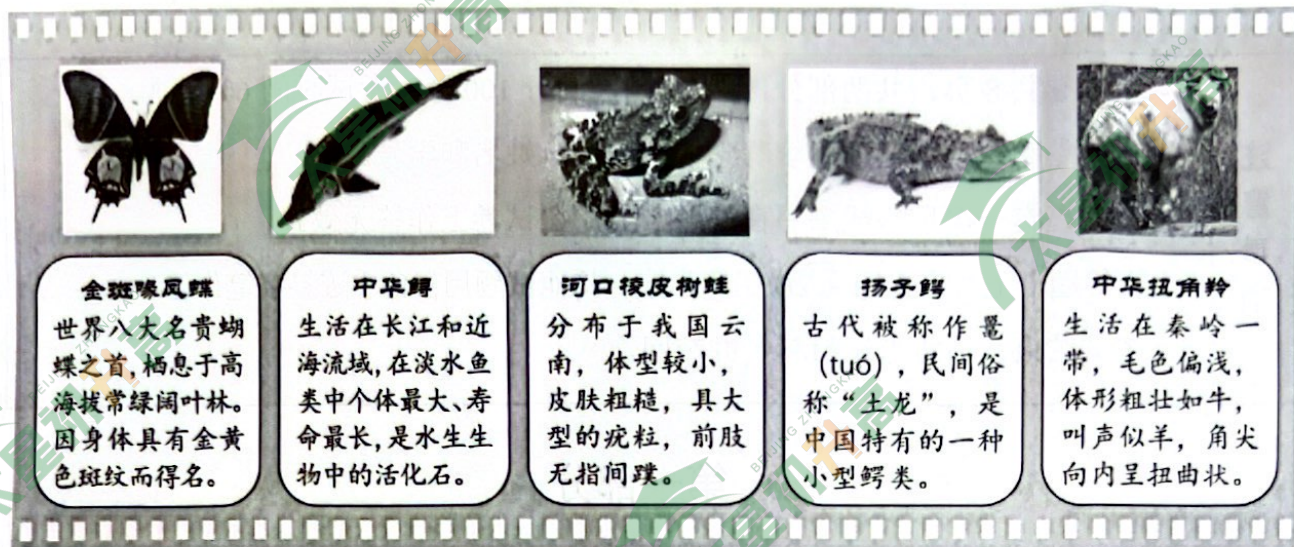 金斑喙凤蝶
世界八大名贵蝴
蝶之首,栖息于高
海拔常绿阔叶林。
因身体具有金黄
色斑纹而得名。
中华鲟
生活在长江和近
海流域,在淡水鱼
类中个体最大、寿
命最长,是水生生
物中的活化石。
河口棱皮树蛙
分布于我国云
南，体型较小，
皮肤粗糙，具大
型的疣粒，前肢
无指间蹼。
扬子鳄
古代被称作鼍
（tuó），民间俗
称“土龙”，是
中国特有的一种
小型鳄类。
中华扭角羚
生活在秦岭一
带，毛色偏浅，
体形粗壮如牛，
叫声似羊，角尖
向内呈扭曲状。
太星初升高
BEIJING ZHONGKAO